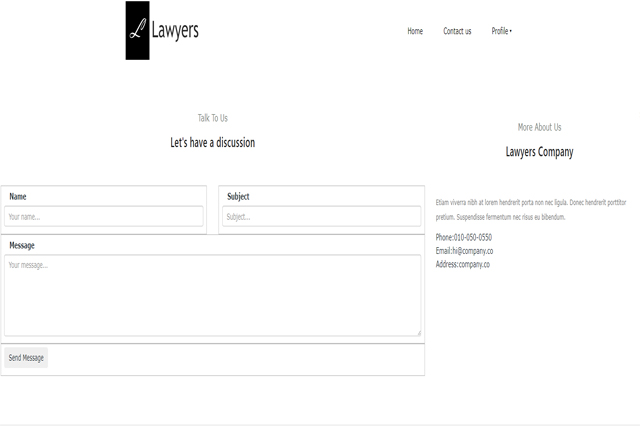 L Lawyers
Home Contact us Profile
Talk To Us
Let's have a discussion
More About Us
Lawyers Company
Name
Your name...
Subject
Subject...
Message
Your message...
Send Message
Etiam viverra nibh at lorem hendrerit porta non nec ligula. Donec hendrerit porttitor
pretium. Suspendisse fermentum nec risus eu bibendum.
Phone:010-050-0550
Email:hi@company.co
Address:company.co